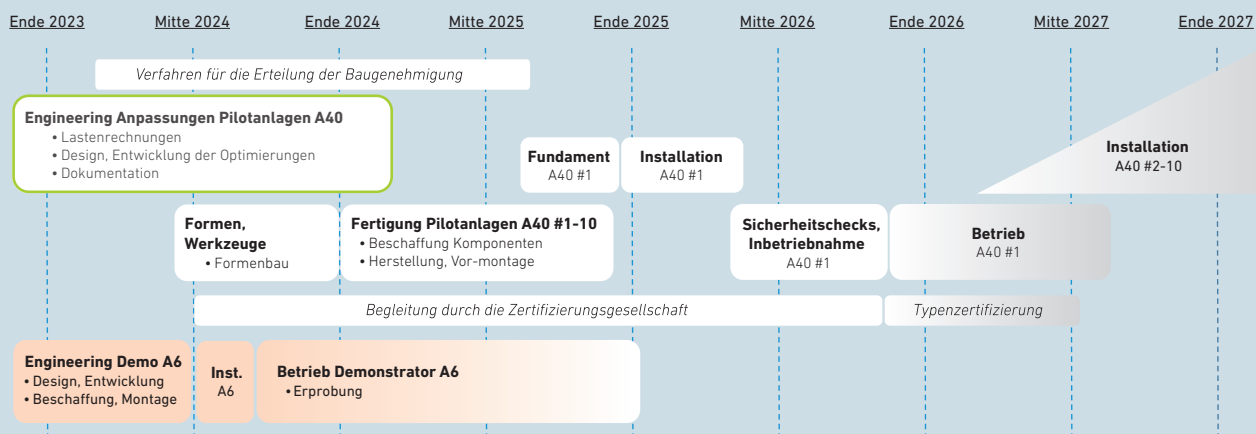 Ende 2023
Mitte 2024
Ende 2024
Mitte 2025
Ende 2025
Mitte 2026
Ende 2026
Mitte 2027
Ende 2027
Verfahren für die Erteilung der Baugenehmigung
Engineering Anpassungen Pilotanlagen A40
• Lastenrechnungen
• Design, Entwicklung der Optimierungen
• Dokumentation
Fundament
A40 #1
Installation
A40 #1
Installation
A40 #2-10
Formen,
Werkzeuge
• Formenbau
Fertigung Pilotanlagen A40 #1-10
• Beschaffung Komponenten
• Herstellung, Vor-montage
Sicherheitschecks,
Inbetriebnahme
A40 #1
Betrieb
A40 #1
Begleitung durch die Zertifizierungsgesellschaft
Typenzertifizierung
Engineering Demo A6
• Design, Entwicklung
• Beschaffung, Montage
Inst.
A6
Betrieb Demonstrator A6
• Erprobung